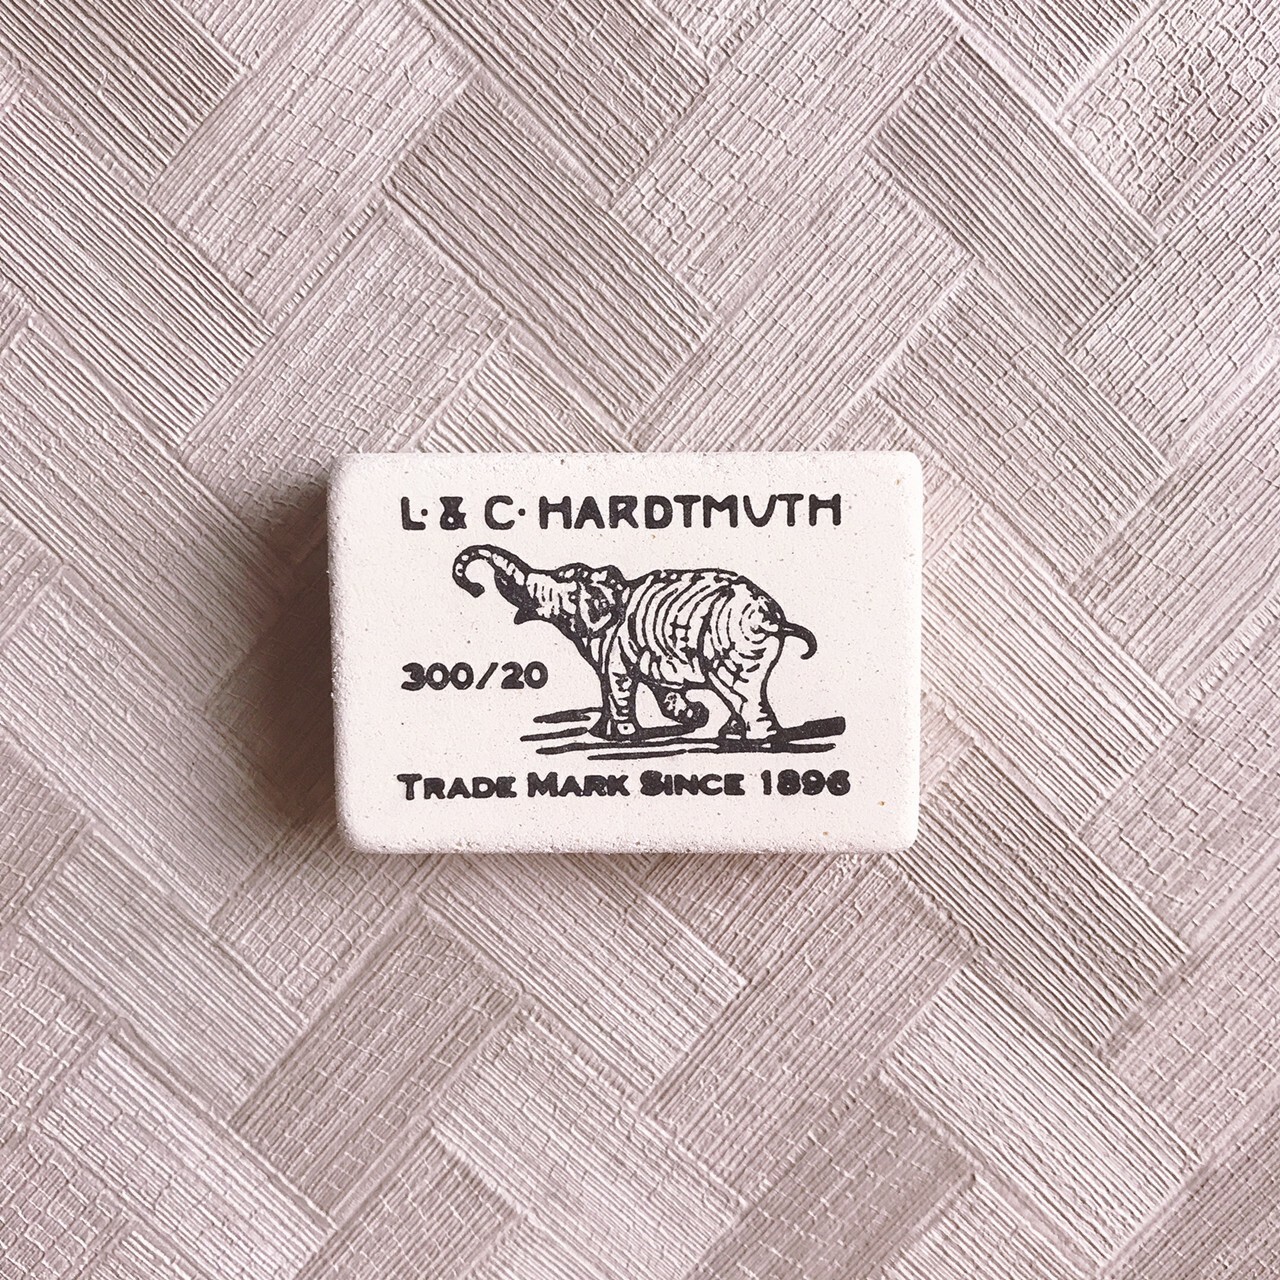 L. & C. HARDTMUTH
300/20
TRADE MARK SINCE 1896